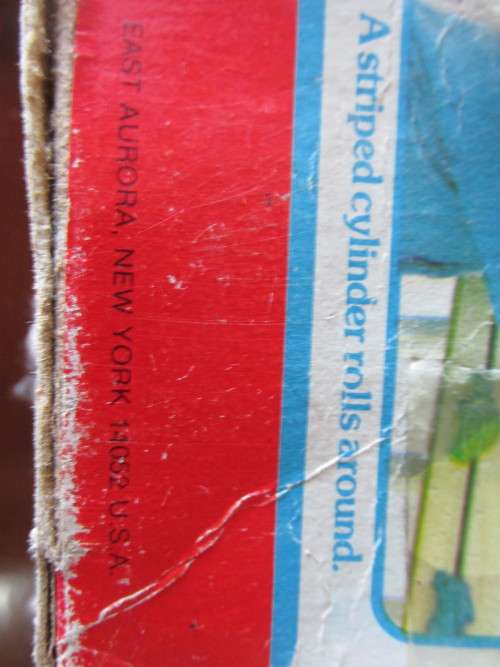 A striped cylinder rolls around.
EAST AURORA, NEW YORK 14052 U.S.A.